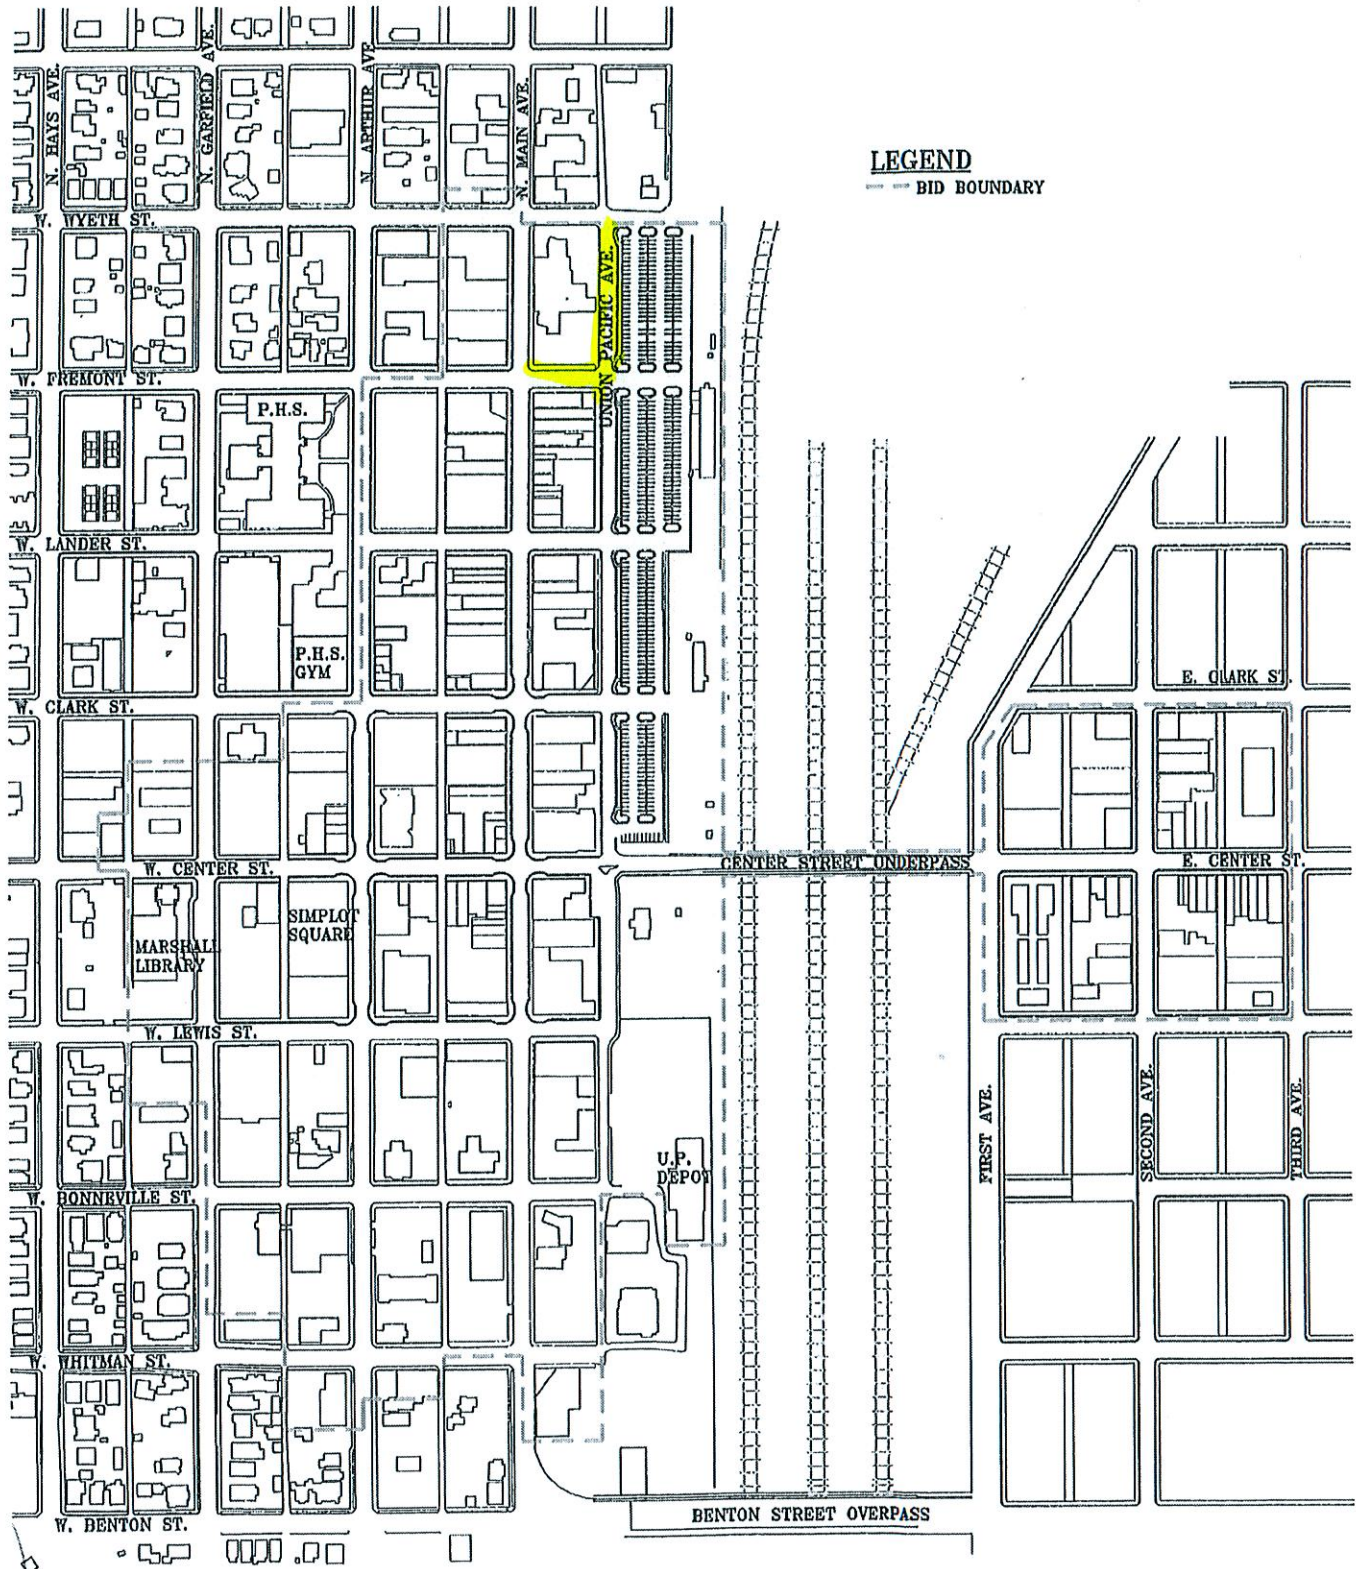 N. HAYS AVE.
N. GARFIELD AVE.
N. ARTHUR AVE
N. MAIN AVE.
LEGEND
BID BOUNDARY
W. WYETH ST.
UNION PACIFIC AVE.
W. FREMONT ST.
P.H.S.
W. LANDER ST.
P.H.S.
GYM
E. CLARK ST.
W. CLARK ST.
W. CENTER ST.
CENTER STREET UNDERPASS
E. CENTER ST.
SIMPLOT
SQUARE
MARSHALL
LIBRARY
W. LEWIS ST.
FIRST AVE.
SECOND AVE.
THIRD AVE.
U.P.
DEPOT
W. BONNEVILLE ST.
W. WHITMAN ST.
BENTON STREET OVERPASS
W. BENTON ST.